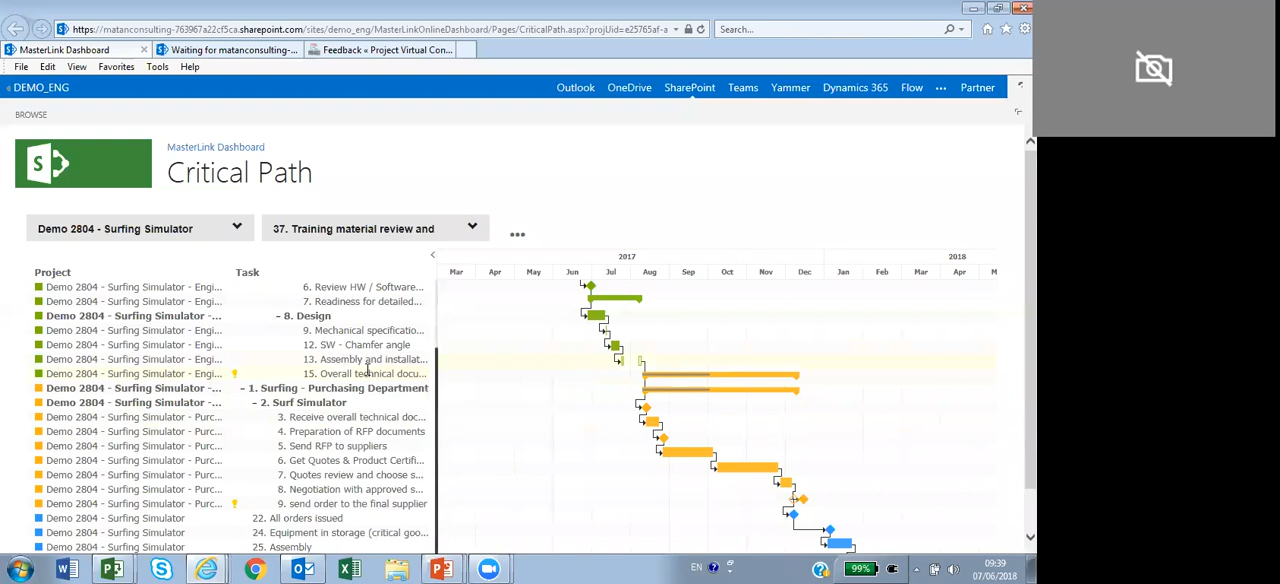 https://matanconsulting-763967a22cf5ca.sharepoint.com/sites/demo_eng/MasterLinkOnlineDashboard/Pages/CriticalPath.aspx?projUid=e25765af-a
Search...
MasterLink Dashboard
Waiting for matanconsulting-...
Feedback « Project Virtual Con...
File Edit View Favorites Tools Help
DEMO_ENG
Outlook OneDrive SharePoint Teams Yammer Dynamics 365 Flow ... Partner
BROWSE
S
MasterLink Dashboard
Critical Path
Demo 2804 - Surfing Simulator
37. Training material review and
2017 2018
Project Task
Mar Apr May Jun Jul Aug Sep Oct Nov Dec Jan Feb Mar Apr M
Demo 2804 - Surfing Simulator - Engi... 6. Review HW / Software...
Demo 2804 - Surfing Simulator - Engi... 7. Readiness for detailed...
Demo 2804 - Surfing Simulator -... – 8. Design
Demo 2804 - Surfing Simulator - Engi... 9. Mechanical specificatio...
Demo 2804 - Surfing Simulator - Engi... 12. SW - Chamfer angle
Demo 2804 - Surfing Simulator - Engi... 13. Assembly and installat...
Demo 2804 - Surfing Simulator - Engi... 15. Overall technical docu...
Demo 2804 - Surfing Simulator -... – 1. Surfing - Purchasing Department
Demo 2804 - Surfing Simulator -... – 2. Surf Simulator
Demo 2804 - Surfing Simulator - Purc... 3. Receive overall technical doc...
Demo 2804 - Surfing Simulator - Purc... 4. Preparation of RFP documents
Demo 2804 - Surfing Simulator - Purc... 5. Send RFP to suppliers
Demo 2804 - Surfing Simulator - Purc... 6. Get Quotes & Product Certifi...
Demo 2804 - Surfing Simulator - Purc... 7. Quotes review and choose s...
Demo 2804 - Surfing Simulator - Purc... 8. Negotiation with approved s...
Demo 2804 - Surfing Simulator - Purc... 9. send order to the final supplier
Demo 2804 - Surfing Simulator 22. All orders issued
Demo 2804 - Surfing Simulator 24. Equipment in storage (critical goo...
Demo 2804 - Surfing Simulator 25. Assembly
EN
99%
09:39
07/06/2018